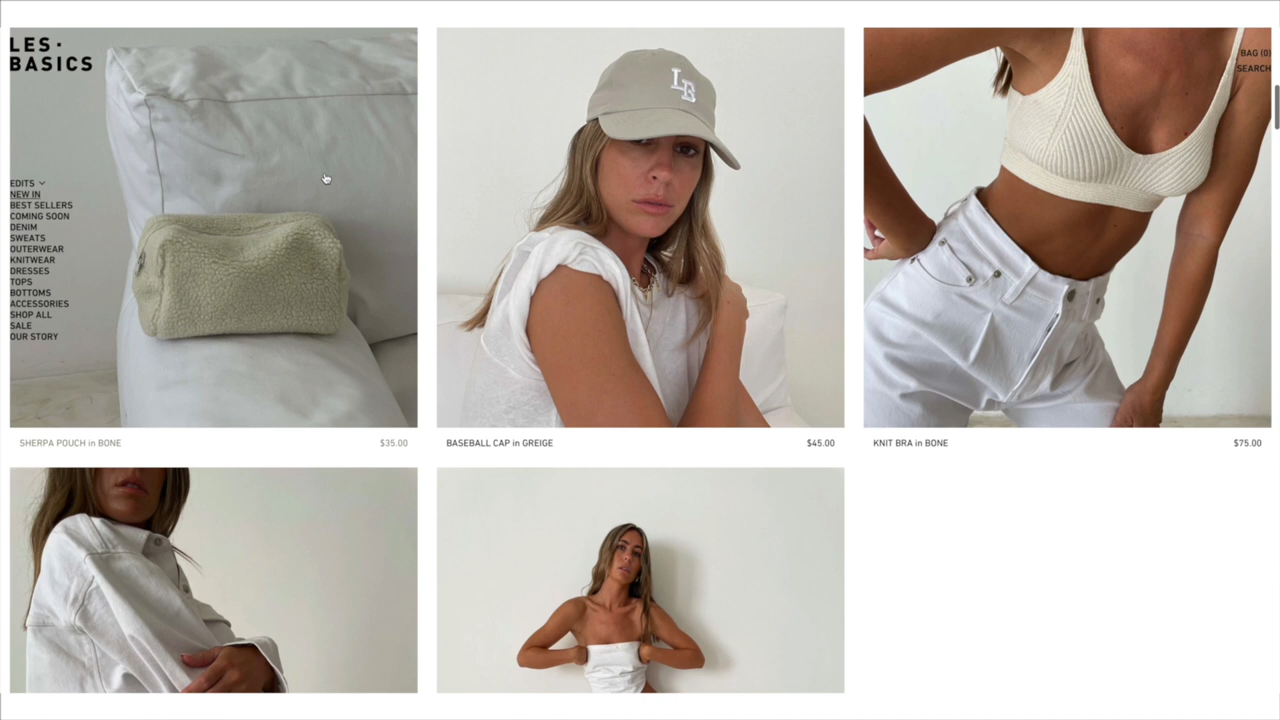 LES·
BASICS
BAG (0)
SEARCH
LB
EDITS
NEW IN
BEST SELLERS
COMING SOON
DENIM
SWEATS
OUTERWEAR
KNITWEAR
DRESSES
TOPS
BOTTOMS
ACCESSORIES
SHOP ALL
SALE
OUR STORY
SHERPA POUCH in BONE $35.00
BASEBALL CAP in GREIGE $45.00
KNIT BRA in BONE $75.00